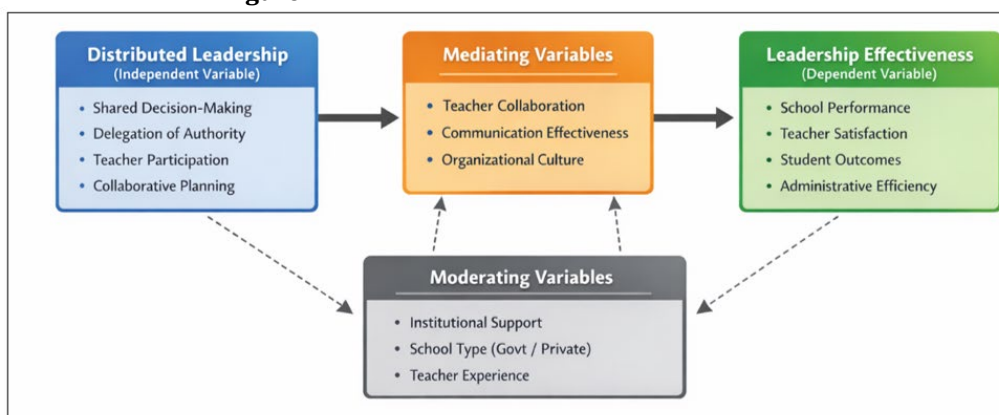 Distributed Leadership
(Independent Variable)
• Shared Decision-Making
• Delegation of Authority
• Teacher Participation
• Collaborative Planning
Mediating Variables
• Teacher Collaboration
• Communication Effectiveness
• Organizational Culture
Leadership Effectiveness
(Dependent Variable)
• School Performance
• Teacher Satisfaction
• Student Outcomes
• Administrative Efficiency
Moderating Variables
• Institutional Support
• School Type (Govt / Private)
• Teacher Experience